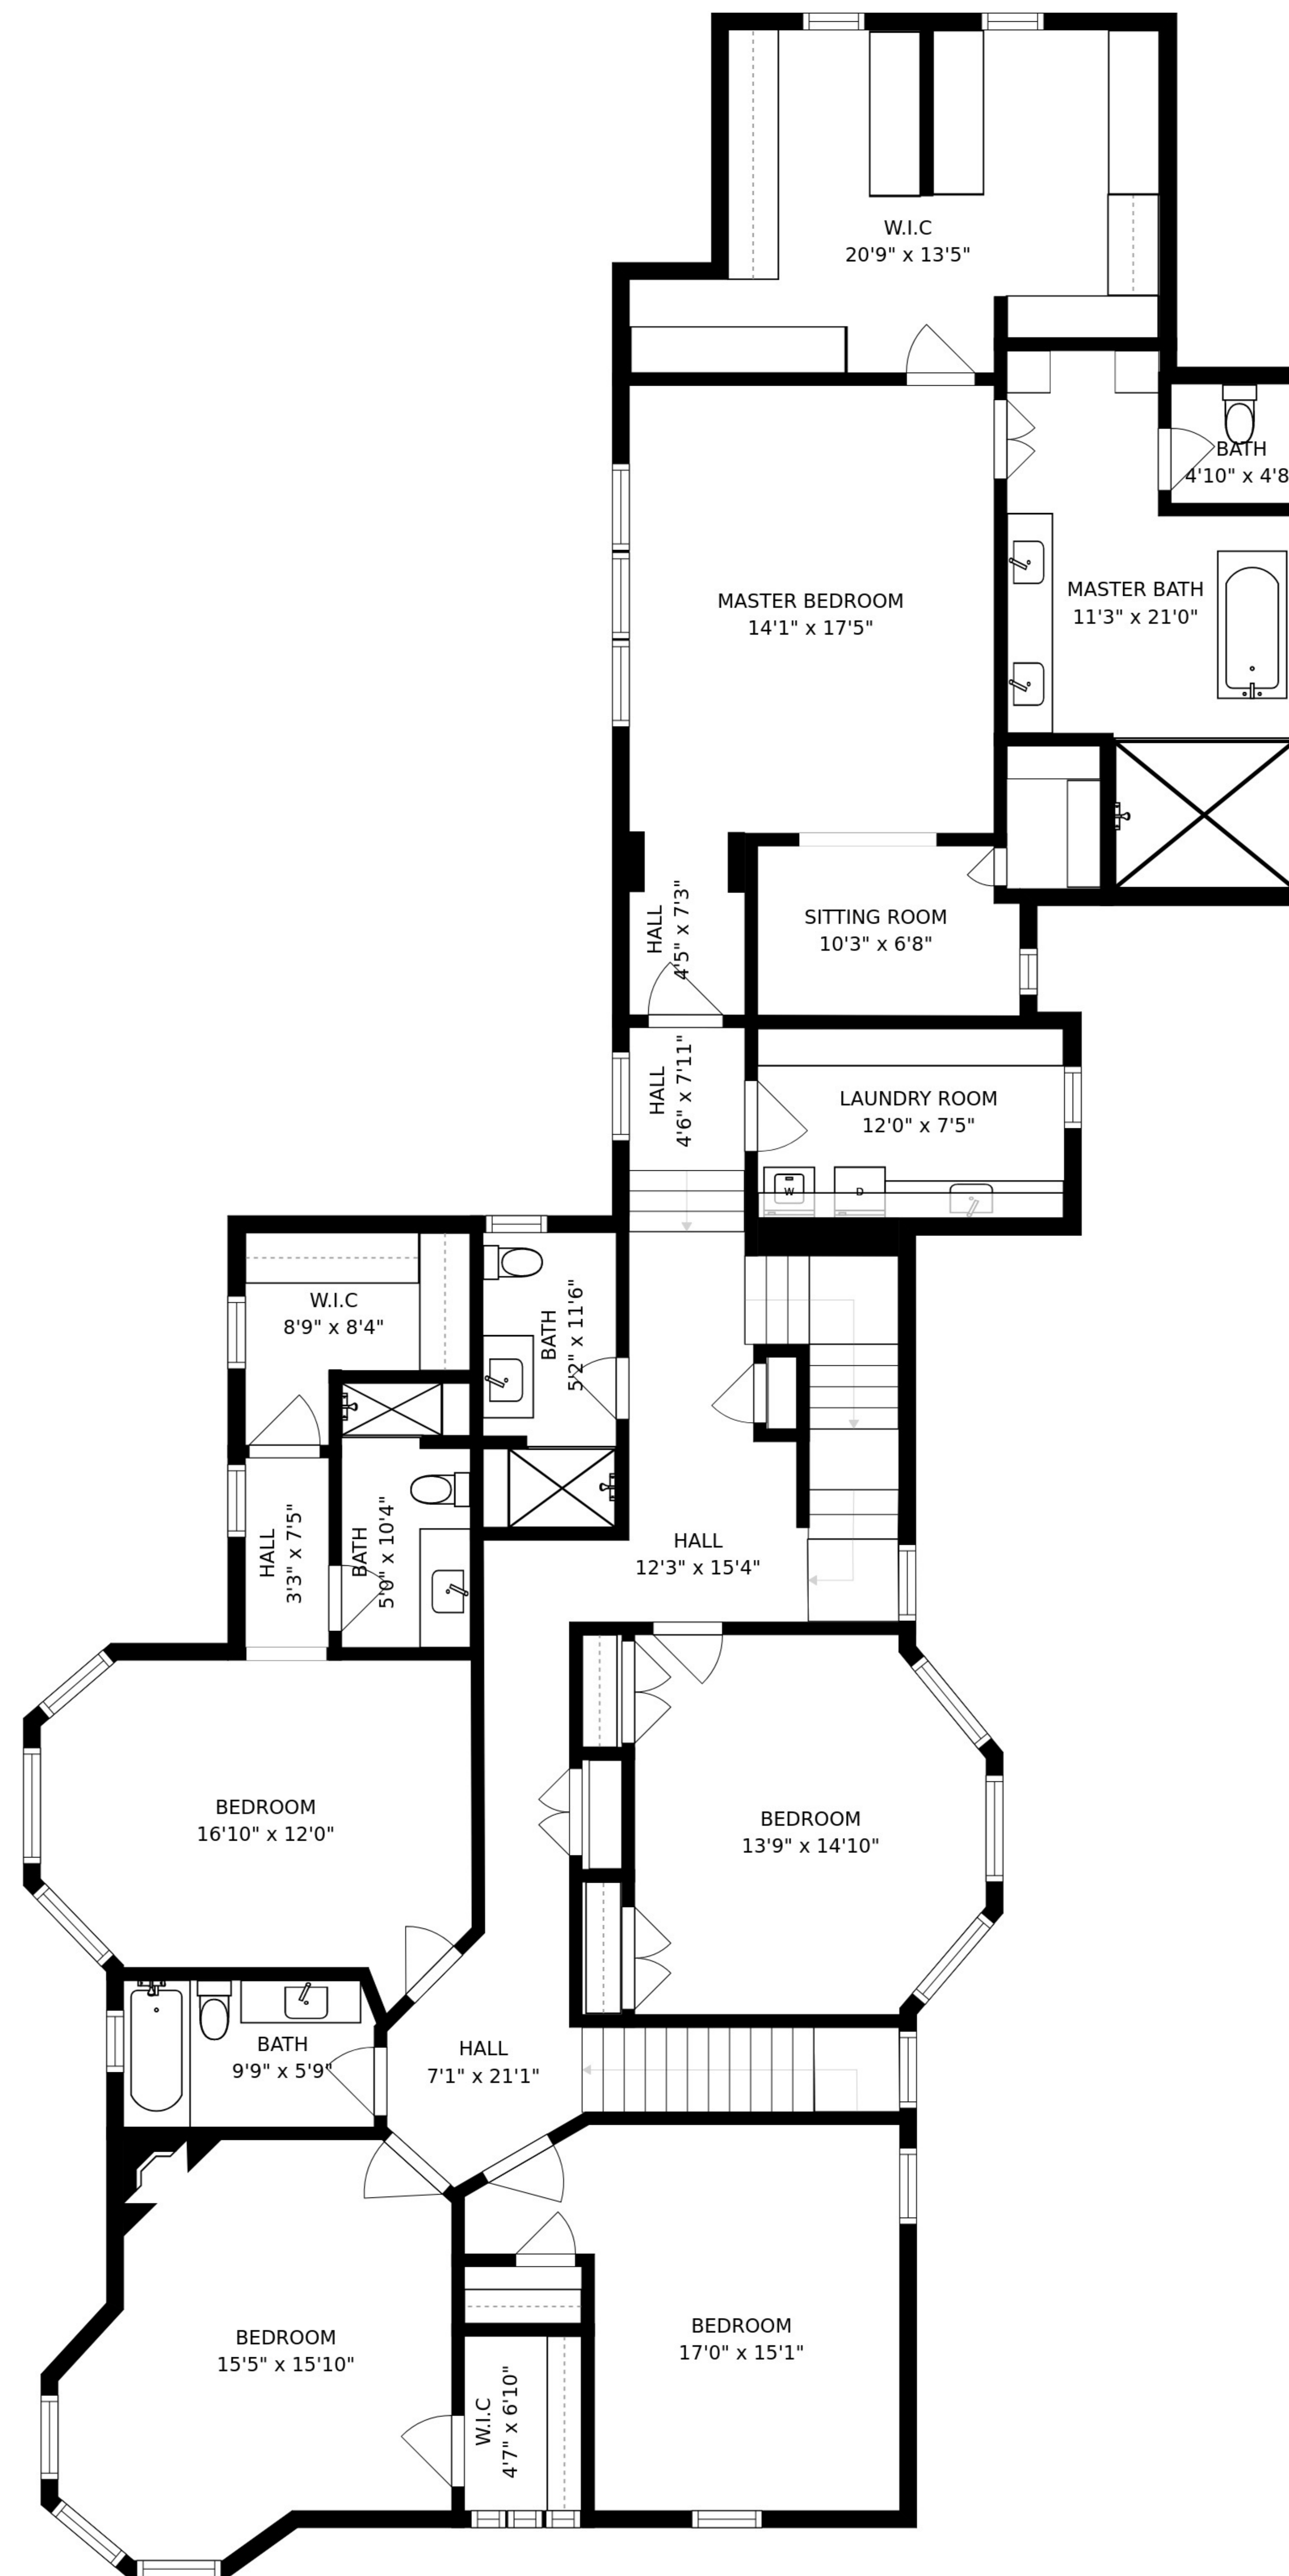 W.I.C
20'9" x 13'5"
BATH
4'10" x 4'8
MASTER BEDROOM
14'1" x 17'5"
MASTER BATH
11'3" x 21'0"
HALL
4'5" x 7'3"
SITTING ROOM
10'3" x 6'8"
HALL
4'6" x 7'11"
LAUNDRY ROOM
12'0" x 7'5"
W
D
W.I.C
8'9" x 8'4"
BATH
5'2" x 11'6"
HALL
3'3" x 7'5"
BATH
5'0" x 10'4"
HALL
12'3" x 15'4"
BEDROOM
16'10" x 12'0"
BEDROOM
13'9" x 14'10"
BATH
9'9" x 5'9"
HALL
7'1" x 21'1"
BEDROOM
15'5" x 15'10"
W.I.C
4'7" x 6'10"
BEDROOM
17'0" x 15'1"